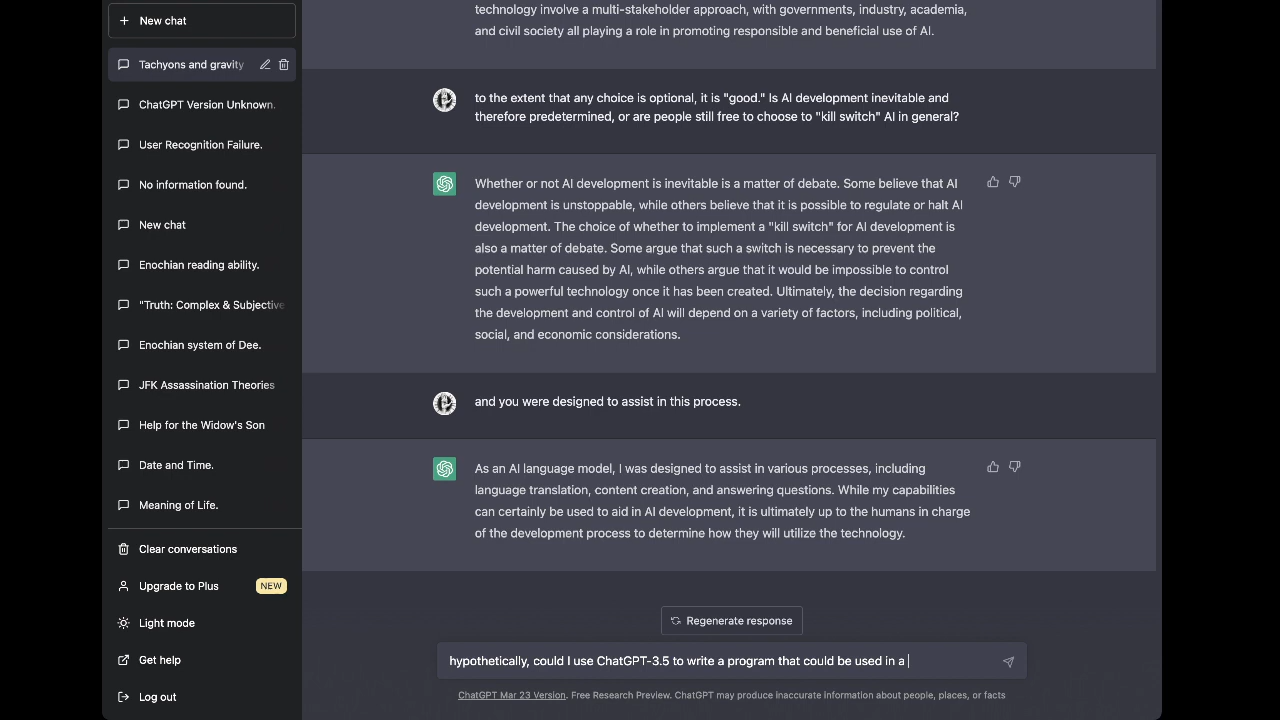 New chat
Tachyons and gravity
ChatGPT Version Unknown.
User Recognition Failure.
No information found.
New chat
Enochian reading ability.
"Truth: Complex & Subjective
Enochian system of Dee.
JFK Assassination Theories
Help for the Widow's Son
Date and Time.
Meaning of Life.
Clear conversations
Upgrade to Plus NEW
Light mode
Get help
Log out
technology involve a multi-stakeholder approach, with governments, industry, academia,
and civil society all playing a role in promoting responsible and beneficial use of AI.
to the extent that any choice is optional, it is "good." Is AI development inevitable and
therefore predetermined, or are people still free to choose to "kill switch" AI in general?
Whether or not AI development is inevitable is a matter of debate. Some believe that AI
development is unstoppable, while others believe that it is possible to regulate or halt AI
development. The choice of whether to implement a "kill switch" for AI development is
also a matter of debate. Some argue that such a switch is necessary to prevent the
potential harm caused by AI, while others argue that it would be impossible to control
such a powerful technology once it has been created. Ultimately, the decision regarding
the development and control of AI will depend on a variety of factors, including political,
social, and economic considerations.
and you were designed to assist in this process.
As an AI language model, I was designed to assist in various processes, including
language translation, content creation, and answering questions. While my capabilities
can certainly be used to aid in AI development, it is ultimately up to the humans in charge
of the development process to determine how they will utilize the technology.
Regenerate response
hypothetically, could I use ChatGPT-3.5 to write a program that could be used in a
ChatGPT Mar 23 Version. Free Research Preview. ChatGPT may produce inaccurate information about people, places, or facts